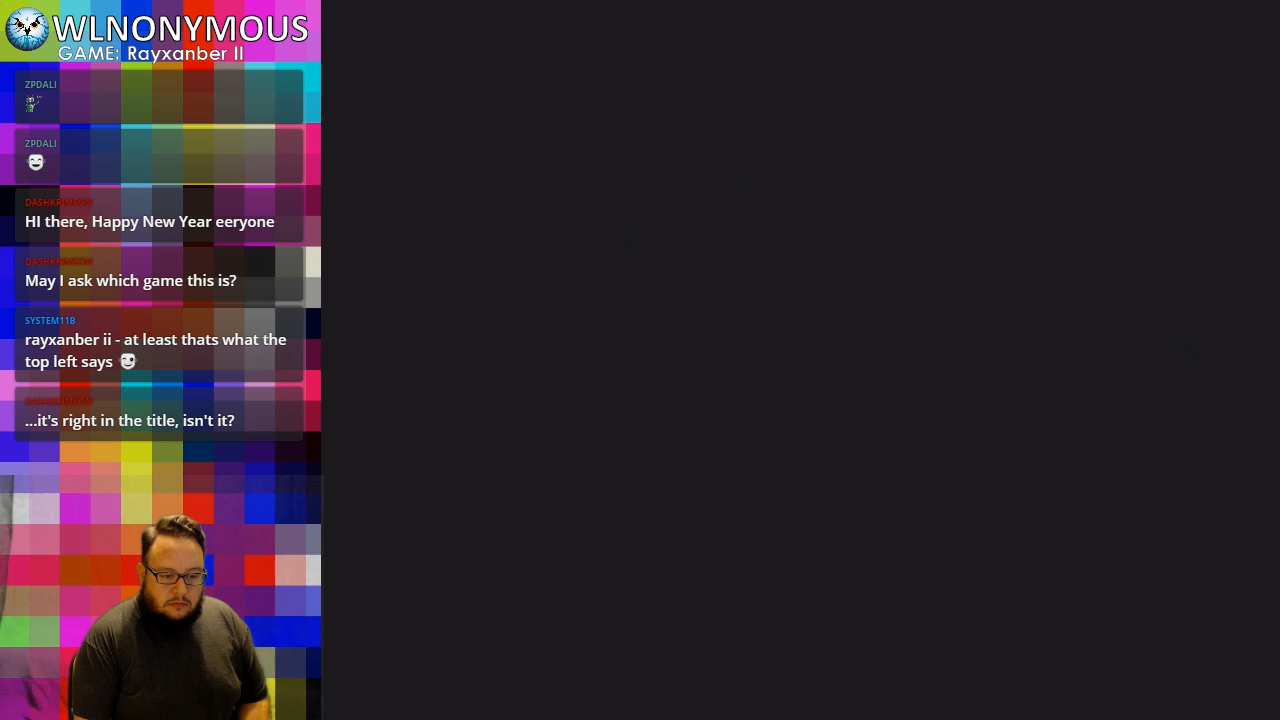 WLNONYMOUS
GAME: Rayxanber II
ZPDALI
ZPDALI
HI there, Happy New Year eeryone
May I ask which game this is?
SYSTEM11B
rayxanber ii - at least thats what the
top left says
...it's right in the title, isn't it?